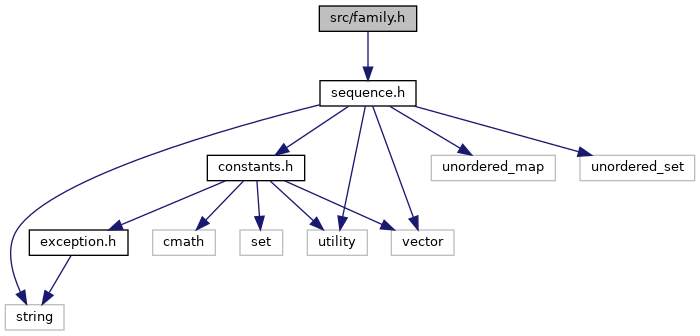 src/family.h
sequence.h
constants.h
unordered_map
unordered_set
exception.h
cmath
set
utility
vector
string